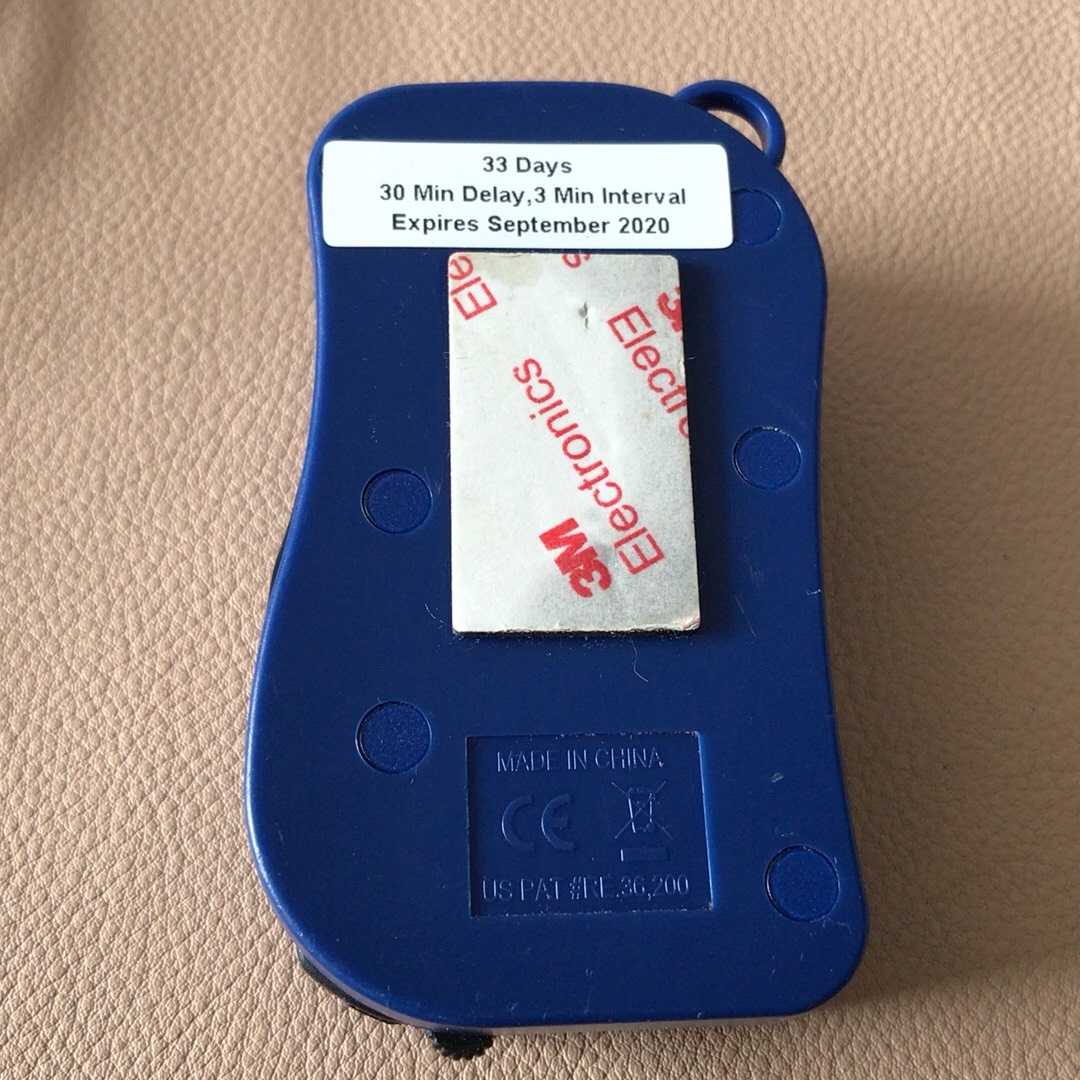 33 Days
30 Min Delay,3 Min Interval
Expires September 2020
Ele
s
3M
Electro
Electronics
3M
MADE IN CHINA
CE
US PAT #RE.36,200